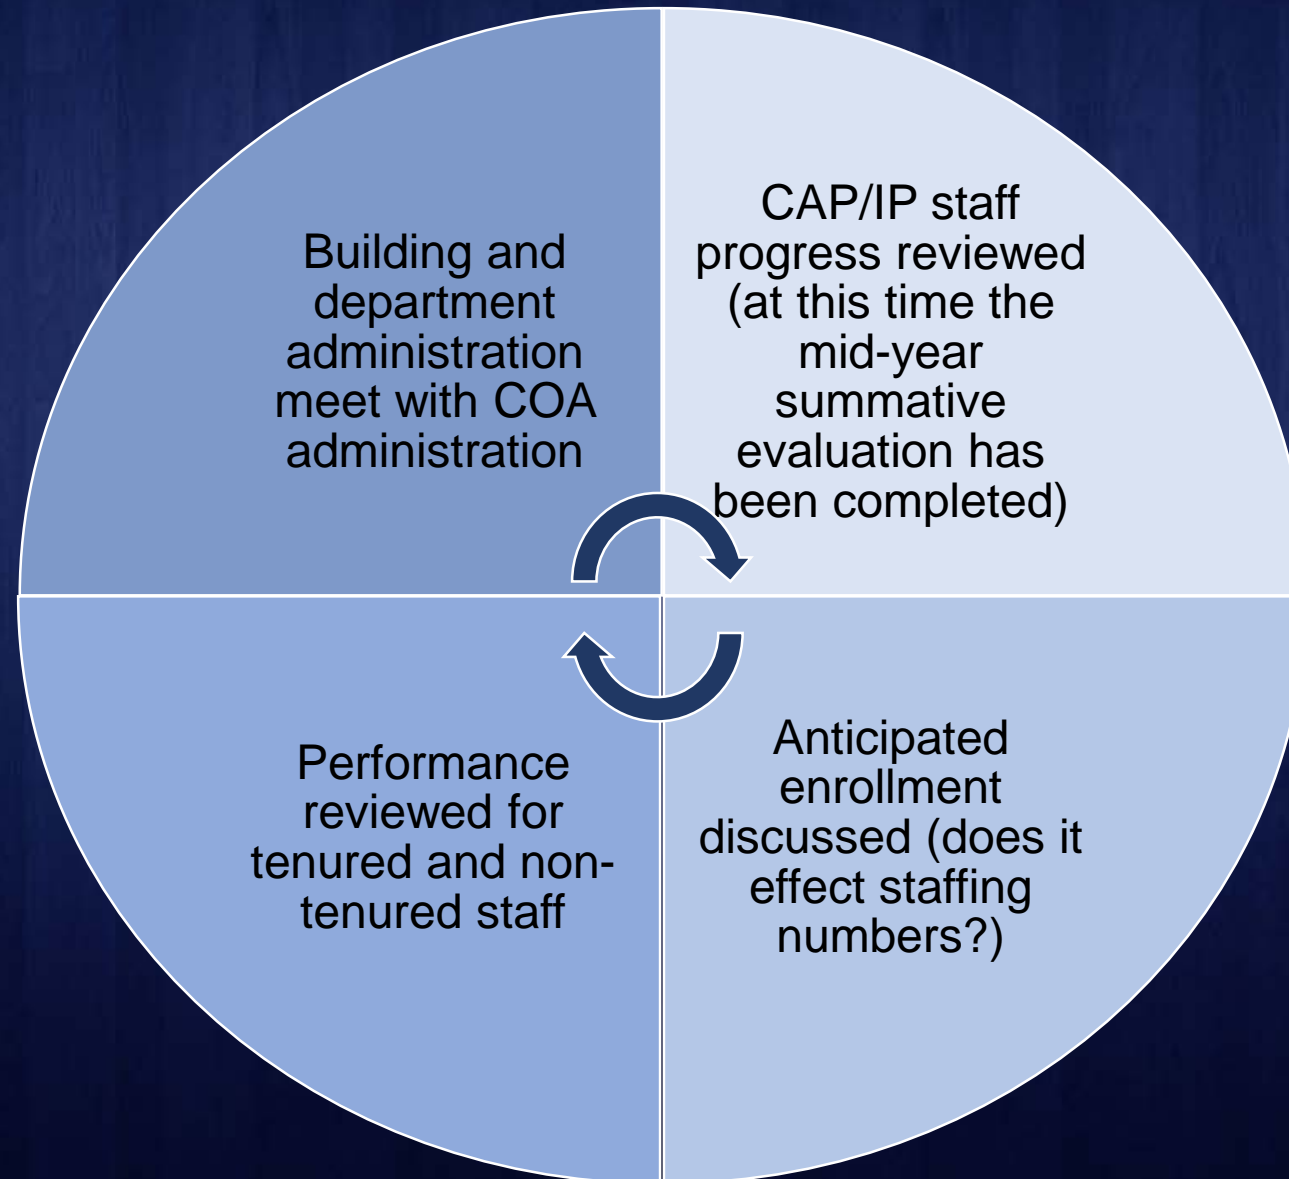 Building and
department
administration
meet with COA
administration
CAP/IP staff
progress reviewed
(at this time the
mid-year
summative
evaluation has
been completed)
Anticipated
enrollment
discussed (does it
effect staffing
numbers?)
Performance
reviewed for
tenured and non-
tenured staff